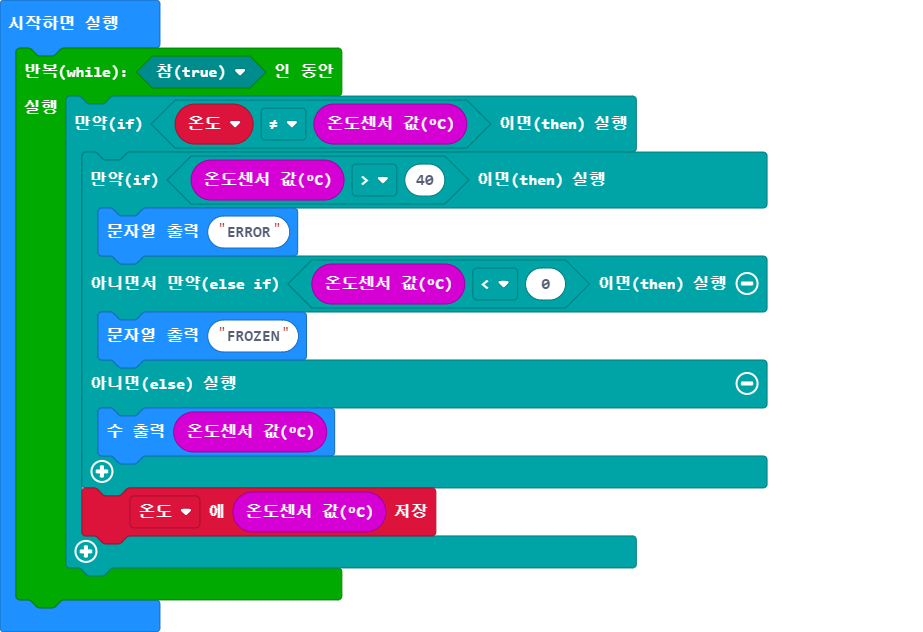 시작하면 실행
반복(while): 참(true) 인 동안
실행
만약(if) 온도 ≠ 온도센서 값(ºC) 이면(then) 실행
만약(if) 온도센서 값(ºC) > 40 이면(then) 실행
문자열 출력 "ERROR"
아니면서 만약(else if) 온도센서 값(ºC) < 0 이면(then) 실행
문자열 출력 "FROZEN"
아니면(else) 실행
수 출력 온도센서 값(ºC)
온도 에 온도센서 값(ºC) 저장